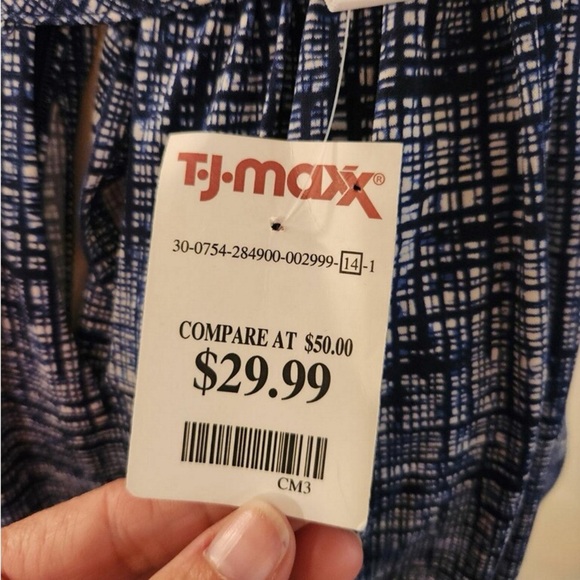 T·J·maxx®
30-0754-284900-002999-14-1
COMPARE AT $50.00
$29.99
CM3